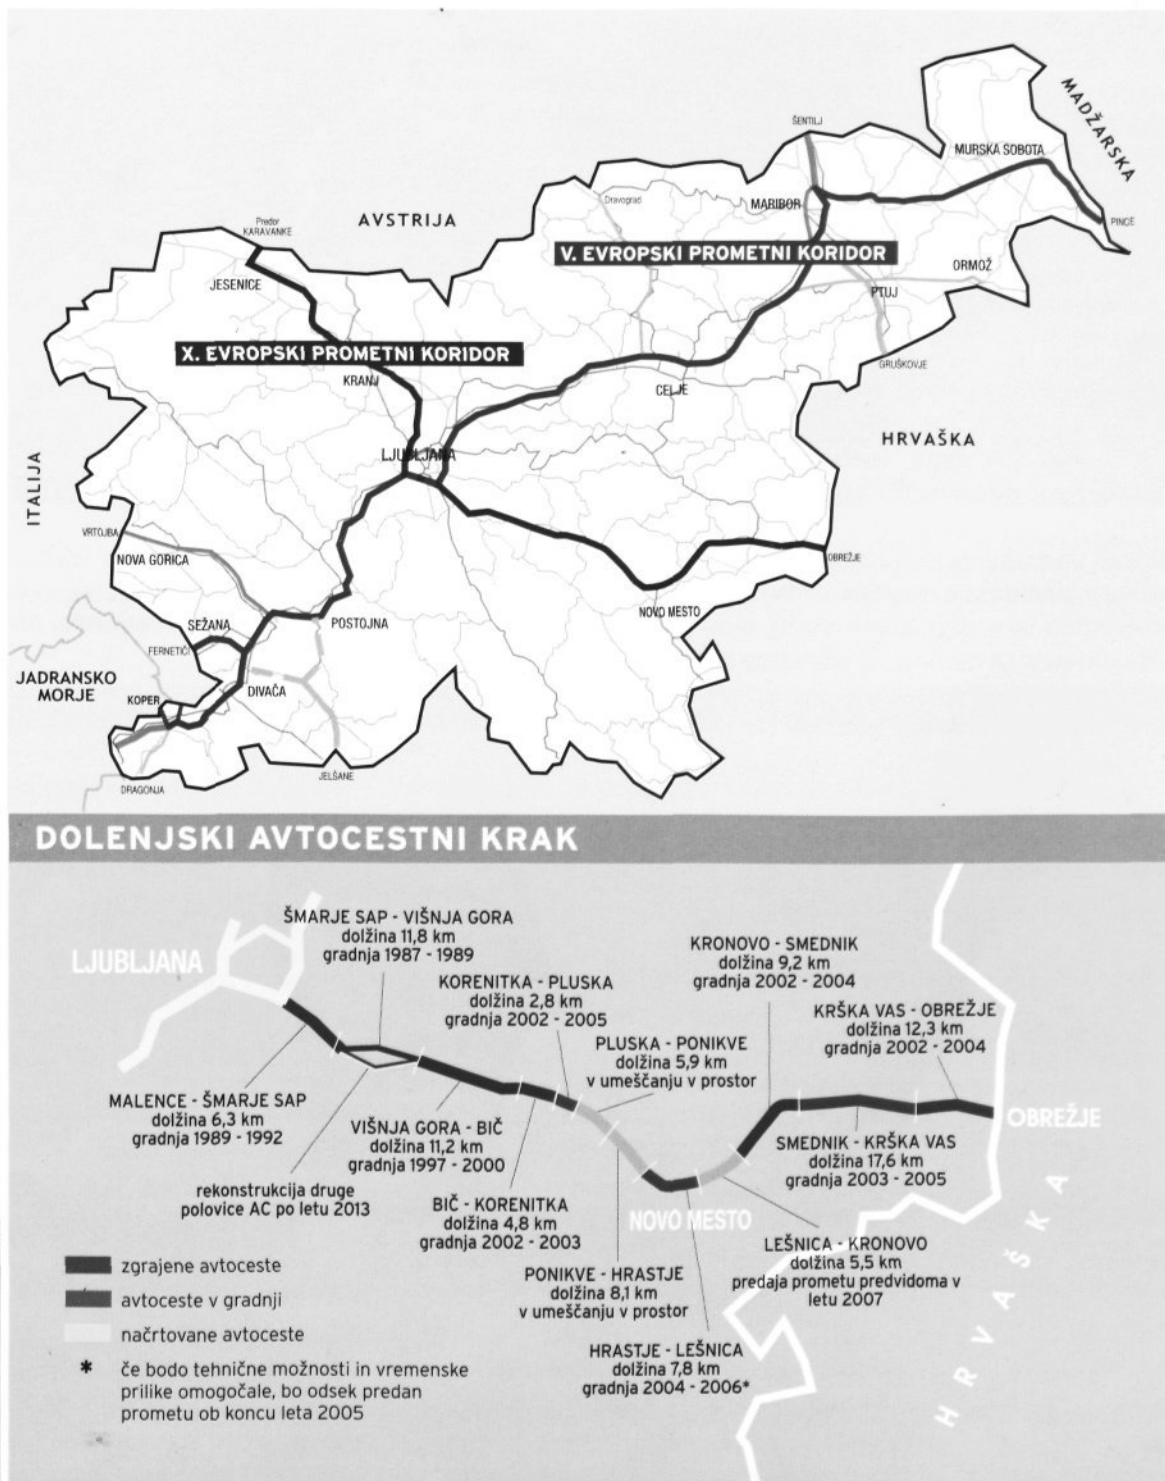 MADŽARSKA
ŠENTILJ
MURSKA SOBOTA
Dravograd
MARIBOR
PINCE
AVSTRIJA
Predor
KARAVANKE
V. EVROPSKI PROMETNI KORIDOR
ORMOŽ
JESENICE
PTUJ
X. EVROPSKI PROMETNI KORIDOR
GRUŠKOVJE
KRANJ
CELJE
HRVAŠKA
LJUBLJANA
ITALIJA
VRTOJBA
NOVA GORICA
OBREŽJE
NOVO MESTO
SEŽANA
POSTOJNA
FERNETIČI
JADRANSKO
MORJE
KOPER
DIVAČA
JELŠANE
DRAGONJA
DOLENJSKI AVTOCESTNI KRAK
LJUBLJANA
ŠMARJE SAP - VIŠNJA GORA
dolžina 11,8 km
gradnja 1987 - 1989
KORENITKA - PLUSKA
dolžina 2,8 km
gradnja 2002 - 2005
PLUSKA - PONIKVE
dolžina 5,9 km
v umeščanju v prostor
KRONOVO - SMEDNIK
dolžina 9,2 km
gradnja 2002 - 2004
KRŠKA VAS - OBREŽJE
dolžina 12,3 km
gradnja 2002 - 2004
MALENCE - ŠMARJE SAP
dolžina 6,3 km
gradnja 1989 - 1992
VIŠNJA GORA - BIČ
dolžina 11,2 km
gradnja 1997 - 2000
rekonstrukcija druge
polovice AC po letu 2013
BIČ - KORENITKA
dolžina 4,8 km
gradnja 2002 - 2003
PONIKVE - HRASTJE
dolžina 8,1 km
v umeščanju v prostor
NOVO MESTO
HRASTJE - LEŠNICA
dolžina 7,8 km
gradnja 2004 - 2006*
LEŠNICA - KRONOVO
dolžina 5,5 km
predaja prometu predvidoma v
letu 2007
SMEDNIK - KRŠKA VAS
dolžina 17,6 km
gradnja 2003 - 2005
OBREŽJE
HRVAŠKA
zgrajene avtoceste
avtoceste v gradnji
načrtovane avtoceste
* če bodo tehnične možnosti in vremenske
prilike omogočale, bo odsek predan
prometu ob koncu leta 2005